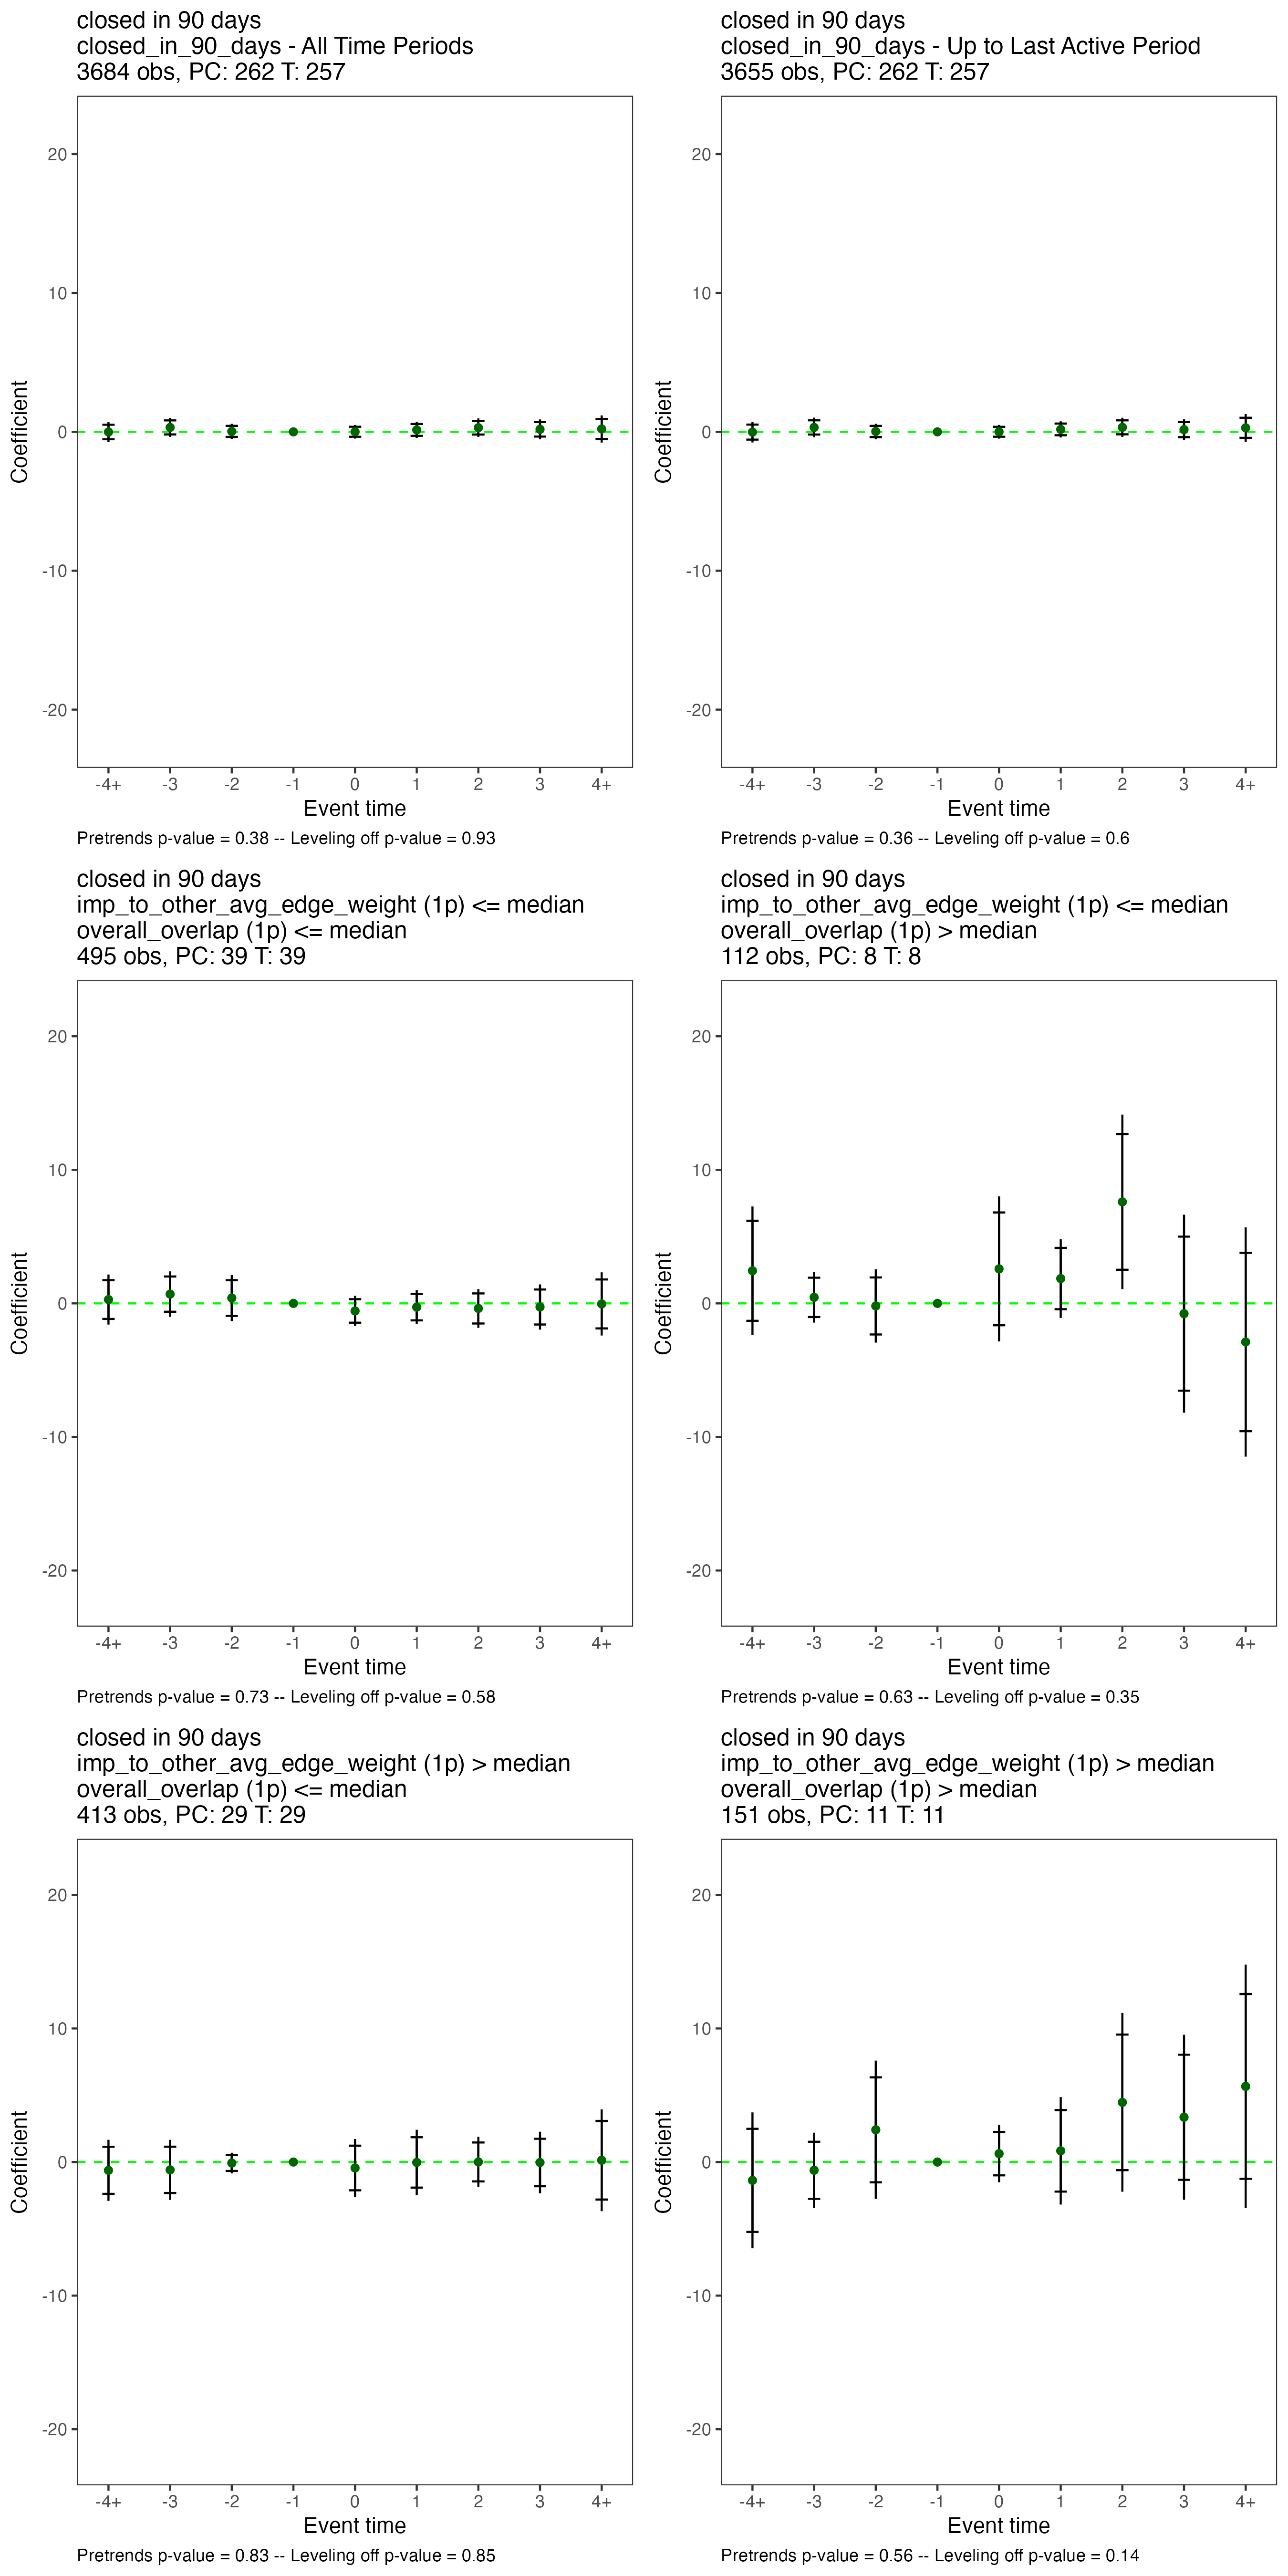 closed in 90 days
closed_in_90_days - All Time Periods
3684 obs, PC: 262 T: 257
20
10
0
-10
-20
Coefficient
-4+ -3 -2 -1 0 1 2 3 4+
Event time
Pretrends p-value = 0.38 -- Leveling off p-value = 0.93
closed in 90 days
closed_in_90_days - Up to Last Active Period
3655 obs, PC: 262 T: 257
20
10
0
-10
-20
Coefficient
-4+ -3 -2 -1 0 1 2 3 4+
Event time
Pretrends p-value = 0.36 -- Leveling off p-value = 0.6
closed in 90 days
imp_to_other_avg_edge_weight (1p) <= median
overall_overlap (1p) <= median
495 obs, PC: 39 T: 39
20
10
0
-10
-20
Coefficient
-4+ -3 -2 -1 0 1 2 3 4+
Event time
Pretrends p-value = 0.73 -- Leveling off p-value = 0.58
closed in 90 days
imp_to_other_avg_edge_weight (1p) <= median
overall_overlap (1p) > median
112 obs, PC: 8 T: 8
20
10
0
-10
-20
Coefficient
-4+ -3 -2 -1 0 1 2 3 4+
Event time
Pretrends p-value = 0.63 -- Leveling off p-value = 0.35
closed in 90 days
imp_to_other_avg_edge_weight (1p) > median
overall_overlap (1p) <= median
413 obs, PC: 29 T: 29
20
10
0
-10
-20
Coefficient
-4+ -3 -2 -1 0 1 2 3 4+
Event time
Pretrends p-value = 0.83 -- Leveling off p-value = 0.85
closed in 90 days
imp_to_other_avg_edge_weight (1p) > median
overall_overlap (1p) > median
151 obs, PC: 11 T: 11
20
10
0
-10
-20
Coefficient
-4+ -3 -2 -1 0 1 2 3 4+
Event time
Pretrends p-value = 0.56 -- Leveling off p-value = 0.14